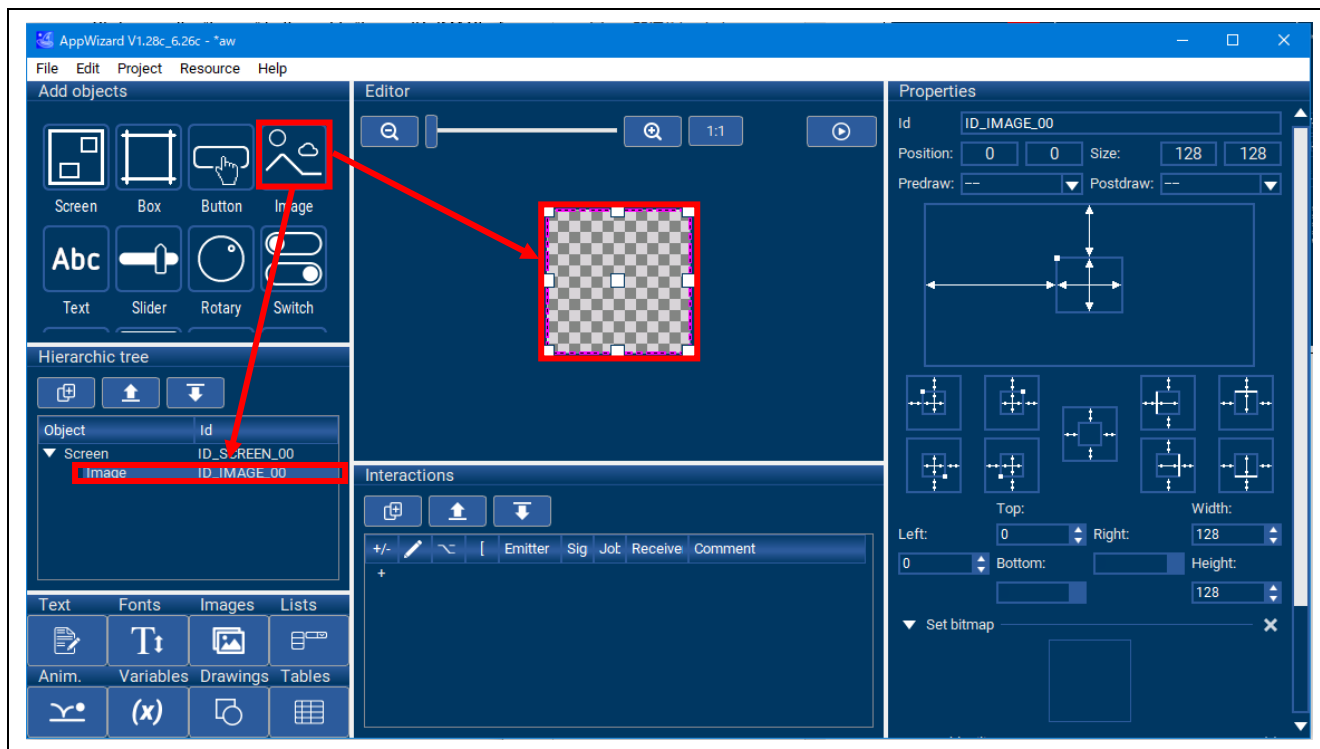 AppWizard V1.28c_6.26c - *aw
File Edit Project Resource Help
Add objects
Screen Box Button Image
Abc
Text Slider Rotary Switch
Hierarchic tree
Object Id
Screen ID_SCREEN_00
Image ID_IMAGE_00
Text Fonts Images Lists
Anim. Variables Drawings Tables
(x)
Editor
1:1
Interactions
+/- [ Emitter Sig Job Receive Comment
+
Properties
Id ID_IMAGE_00
Position: 0 0 Size: 128 128
Predraw: -- Postdraw: --
Top: Width:
Left: 0 Right: 128
0 Bottom: Height:
128
Set bitmap